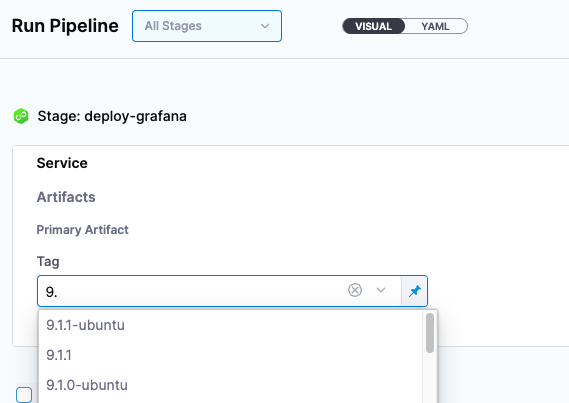 Run Pipeline
All Stages
VISUAL
YAML
Stage: deploy-grafana
Service
Artifacts
Primary Artifact
Tag
9.
9.1.1-ubuntu
9.1.1
9.1.0-ubuntu